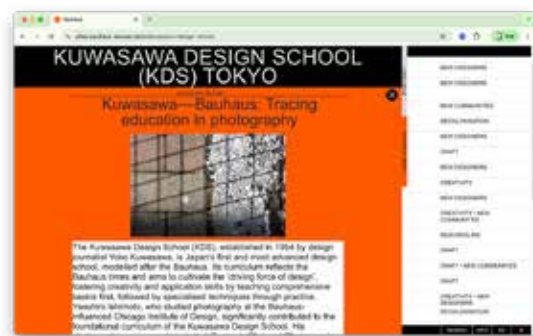 KUWASAWA DESIGN SCHOOL
(KDS) TOKYO
Kuwasawa—Bauhaus: Tracing
education in photography
The Kuwasawa Design School (KDS), established in 1954 by design
journalist Yoko Kuwasawa, is Japan's first and most advanced design
school, modelled after the Bauhaus. Its curriculum reflects the
Bauhaus times and aims to cultivate the 'driving force of design',
fostering creativity and application skills by teaching comprehensive
basics first, followed by specialised techniques through practice.
Yasuhiro Ishimoto, who studied photography at the Bauhaus-
influenced Chicago Institute of Design, significantly contributed to the
foundational curriculum of the Kuwasawa Design School. His
NEW DESIGNERS
NEW DESIGNERS
NEW COMMUNITIES
DECOLONISATION
NEW DESIGNERS
CRAFT
NEW DESIGNERS
CREATIVITY
NEW DESIGNERS
CREATIVITY + NEW
COMMUNITIES
CRAFT
CRAFT + NEW COMMUNITIES
CRAFT
CREATIVITY + NEW
DESIGNERS
DECOLONISATION